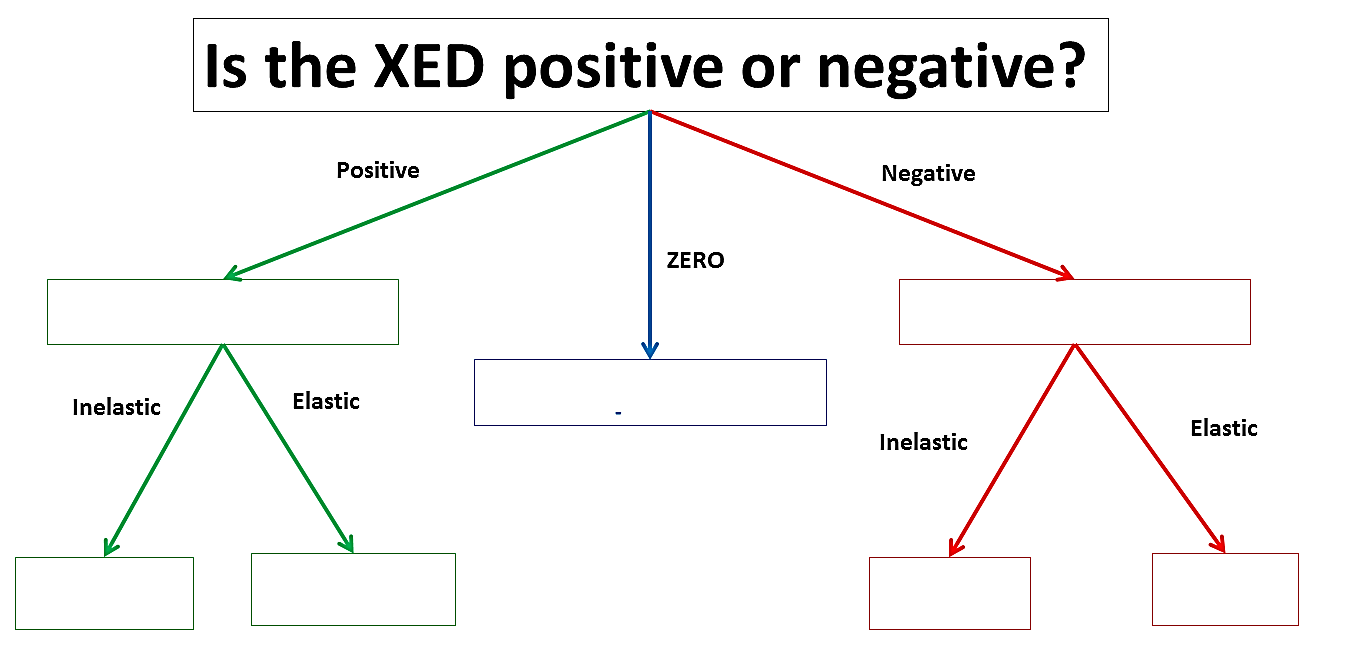 Is the XED positive or negative?
Positive
Negative
ZERO
Inelastic
Elastic
-
Inelastic
Elastic